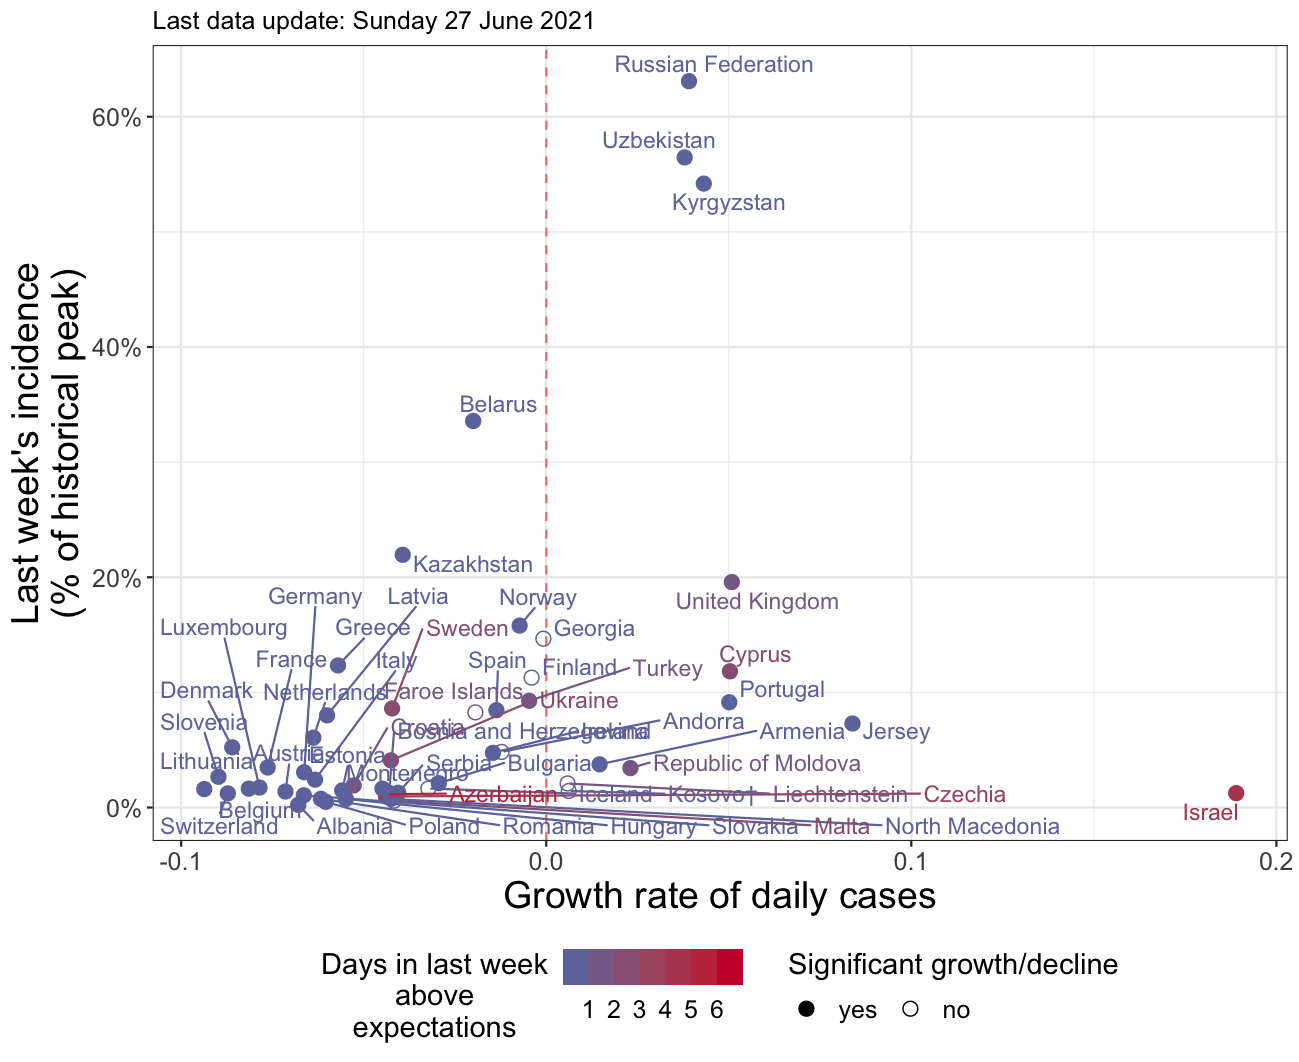 Last data update: Sunday 27 June 2021
Last week's incidence
(% of historical peak)
60%
40%
20%
0%
Russian Federation
Uzbekistan
Kyrgyzstan
Belarus
Kazakhstan
United Kingdom
Germany
Latvia
Norway
Luxembourg
Greece
Sweden
Georgia
France
Italy
Spain
Finland
Turkey
Cyprus
Denmark
Netherlands
Faroe Islands
Ukraine
Portugal
Slovenia
Croatia
Bosnia and Herzegovina
Ireland
Andorra
Armenia
Jersey
Lithuania
Austria
Estonia
Montenegro
Serbia
Bulgaria
Republic of Moldova
Azerbaijan
Iceland
Kosovo†
Liechtenstein
Czechia
Israel
Belgium
Switzerland
Albania
Poland
Romania
Hungary
Slovakia
Malta
North Macedonia
-0.1
0.0
0.1
0.2
Growth rate of daily cases
Days in last week
above
expectations
1 2 3 4 5 6
Significant growth/decline
yes
no